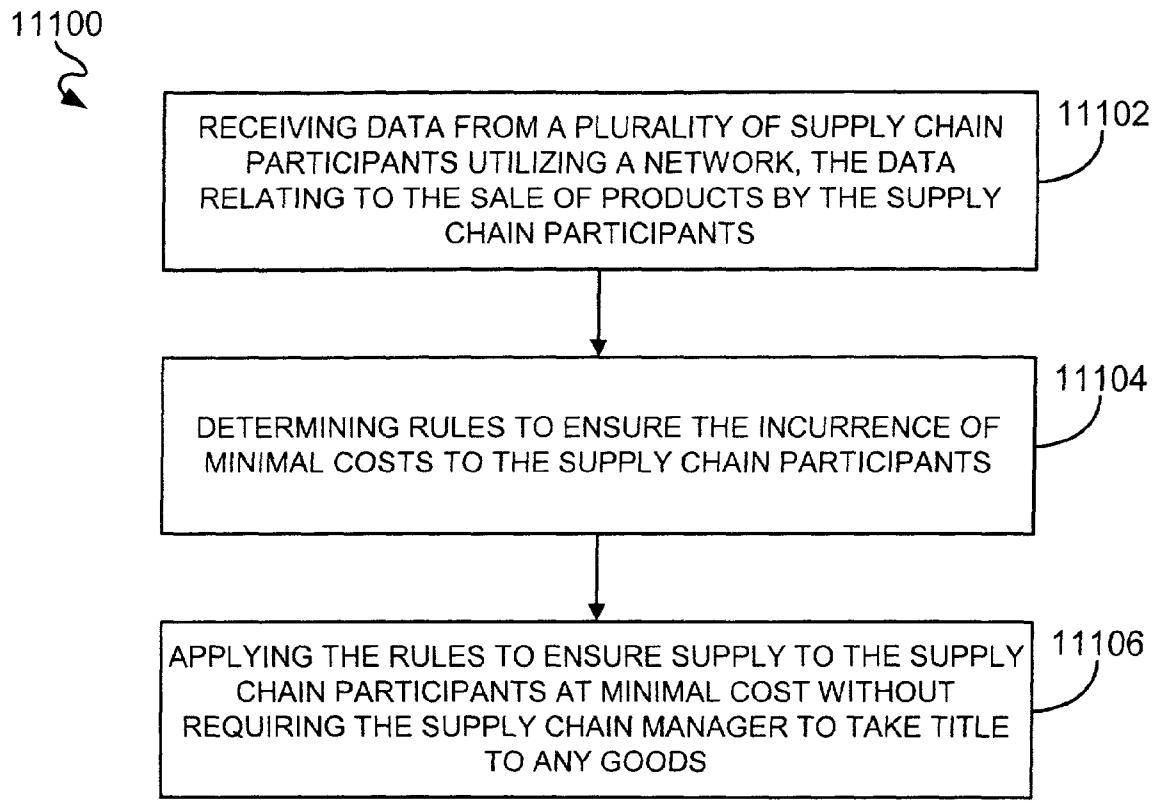 11100
RECEIVING DATA FROM A PLURALITY OF SUPPLY CHAIN
PARTICIPANTS UTILIZING A NETWORK, THE DATA
RELATING TO THE SALE OF PRODUCTS BY THE SUPPLY
CHAIN PARTICIPANTS
11102
DETERMINING RULES TO ENSURE THE INCURRENCE OF
MINIMAL COSTS TO THE SUPPLY CHAIN PARTICIPANTS
11104
APPLYING THE RULES TO ENSURE SUPPLY TO THE SUPPLY
CHAIN PARTICIPANTS AT MINIMAL COST WITHOUT
REQUIRING THE SUPPLY CHAIN MANAGER TO TAKE TITLE
TO ANY GOODS
11106